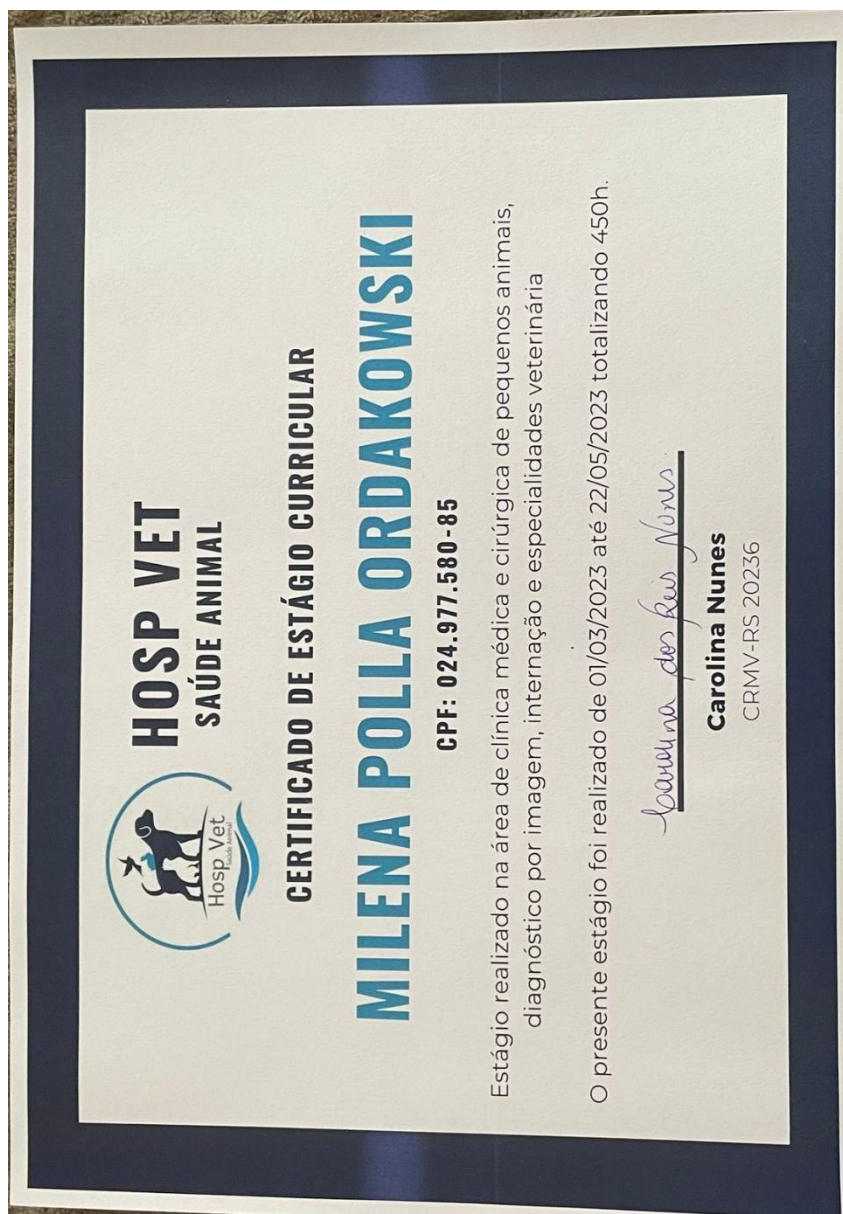 Hosp Vet
Saúde Animal
HOSP VET
SAÚDE ANIMAL
CERTIFICADO DE ESTÁGIO CURRICULAR
MILENA POLLA ORDAKOWSKI
CPF: 024.977.580-85
Estágio realizado na área de clínica médica e cirúrgica de pequenos animais,
diagnóstico por imagem, internação e especialidades veterinária
O presente estágio foi realizado de 01/03/2023 até 22/05/2023 totalizando 450h.
Carolina dos Reis Nunes.
Carolina Nunes
CRMV-RS 20236